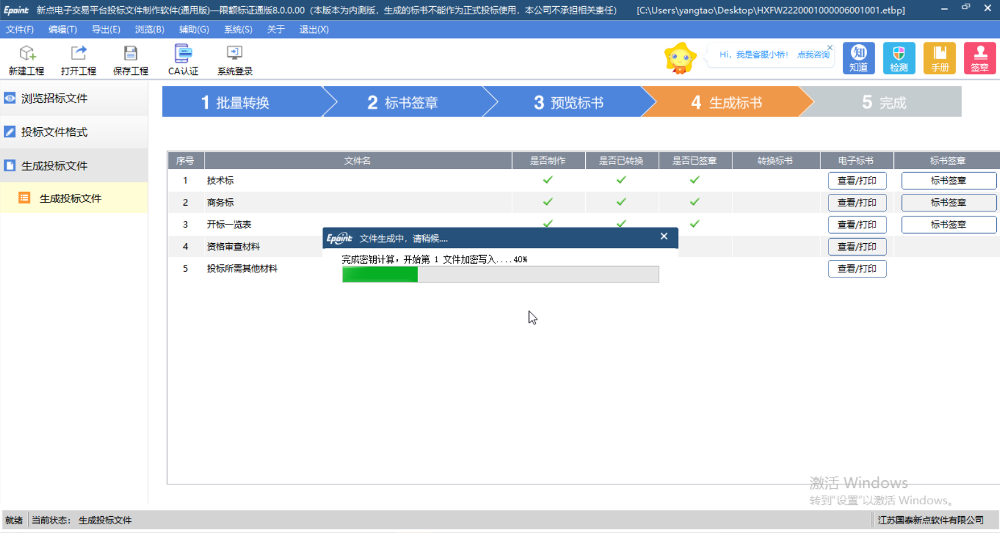 Epoint 新点电子交易平台投标文件制作软件(通用版)—限额标证通版8.0.0.00（本版本为内测版，生成的标书不能作为正式投标使用，本公司不承担相关责任） [C:\Users\yangtao\Desktop\HXFW2220001000006001001.etbp]
文件(F) 编辑(T) 导出(E) 浏览(B) 辅助(G) 系统(S) 关于 退出(X)
新建工程 打开工程 保存工程 CA认证 系统登录
Hi，我是客服小桥！ 点我咨询
知 知道 检测 手册 签章
浏览招标文件
投标文件格式
生成投标文件
生成投标文件
1 批量转换 2 标书签章 3 预览标书 4 生成标书 5 完成
序号 文件名 是否制作 是否已转换 是否已签章 转换标书 电子标书 标书签章
1 技术标 查看/打印 标书签章
2 商务标 查看/打印 标书签章
3 开标一览表 查看/打印 标书签章
4 资格审查材料 查看/打印
5 投标所需其他材料 查看/打印
Epoint 文件生成中，请稍候....
完成密钥计算，开始第 1 文件加密写入....40%
激活 Windows
转到“设置”以激活 Windows。
就绪 当前状态： 生成投标文件 江苏国泰新点软件有限公司